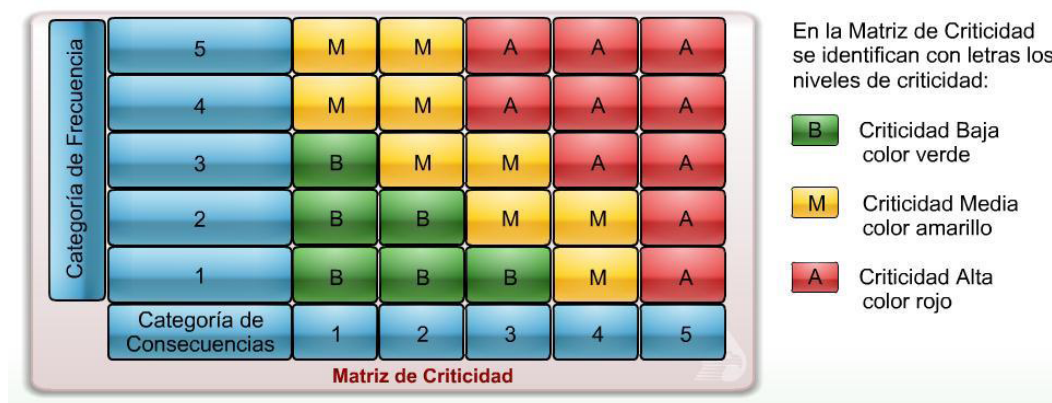 Categoría de Frecuencia
5 M M A A A
4 M M A A A
3 B M M A A
2 B B M M A
1 B B B M A
Categoría de
Consecuencias
1 2 3 4 5
Matriz de Criticidad
En la Matriz de Criticidad
se identifican con letras los
niveles de criticidad:
B Criticidad Baja
color verde
M Criticidad Media
color amarillo
A Criticidad Alta
color rojo